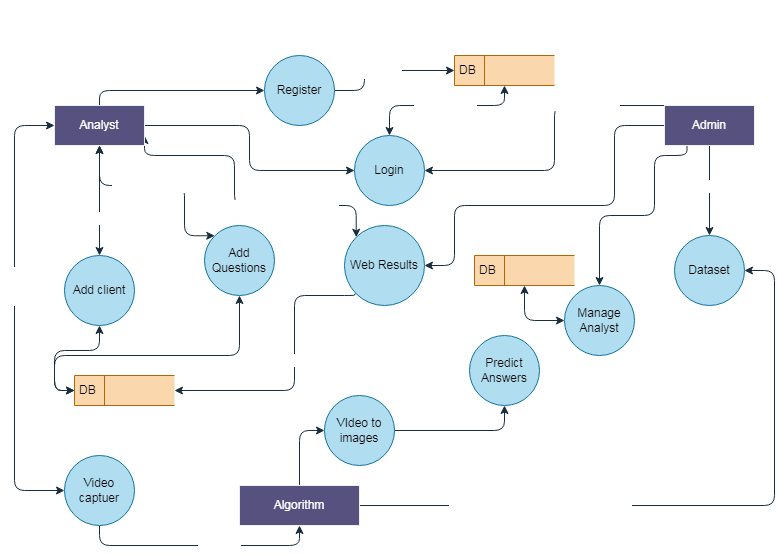 Register
DB
Analyst
Admin
Login
Add
Questions
Web Results
DB
Dataset
Add client
Manage
Analyst
Predict
Answers
DB
VIdeo to
images
Video
captuer
Algorithm